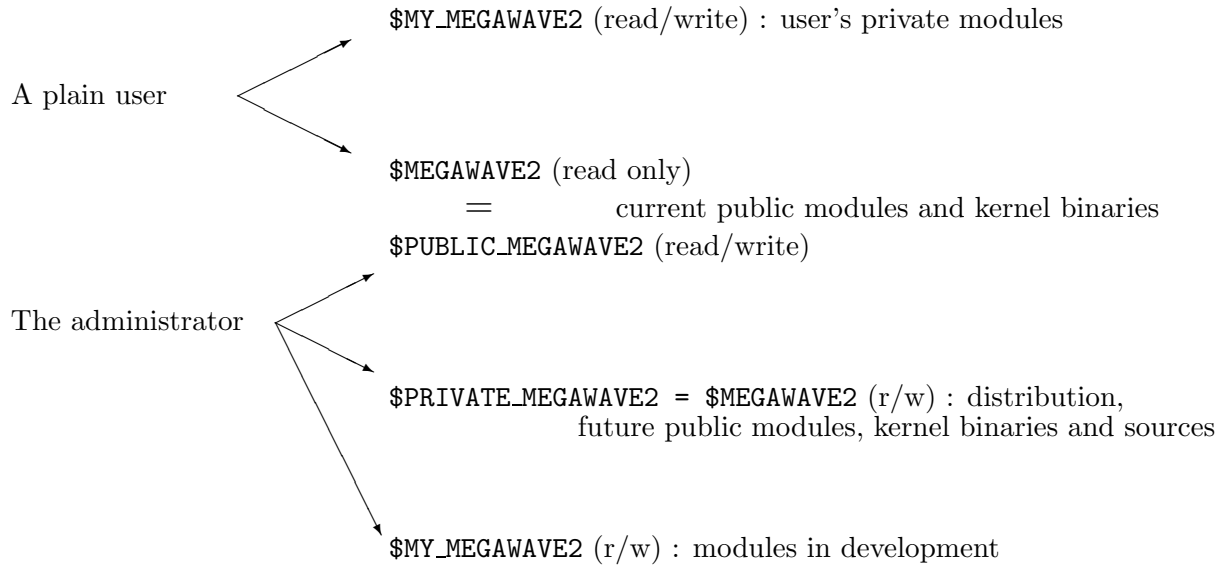 $MY_MEGAWAVE2 (read/write) : user's private modules
A plain user
$MEGAWAVE2 (read only)
= current public modules and kernel binaries
$PUBLIC_MEGAWAVE2 (read/write)
The administrator
$PRIVATE_MEGAWAVE2 = $MEGAWAVE2 (r/w) : distribution,
future public modules, kernel binaries and sources
$MY_MEGAWAVE2 (r/w) : modules in development